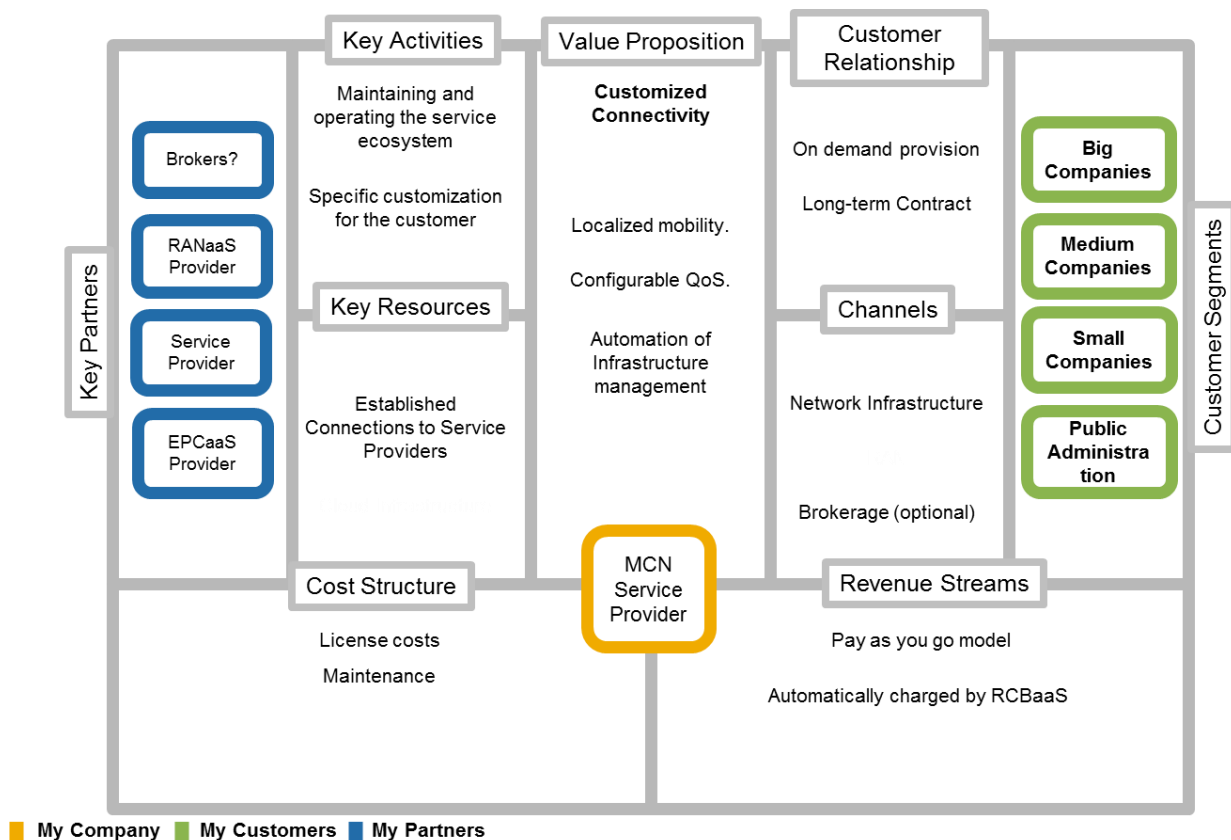 Key Activities
Value Proposition
Customer
Relationship
Maintaining and
operating the service
ecosystem
Specific customization
for the customer
Customized
Connectivity
Localized mobility.
Configurable QoS.
Automation of
Infrastructure
management
On demand provision
Long-term Contract
Key Partners
Brokers?
RANaaS
Provider
Service
Provider
EPCaaS
Provider
Key Resources
Established
Connections to Service
Providers
Channels
Network Infrastructure
Brokerage (optional)
Customer Segments
Big
Companies
Medium
Companies
Small
Companies
Public
Administra
tion
Cost Structure
License costs
Maintenance
MCN
Service
Provider
Revenue Streams
Pay as you go model
Automatically charged by RCBaaS
My Company My Customers My Partners